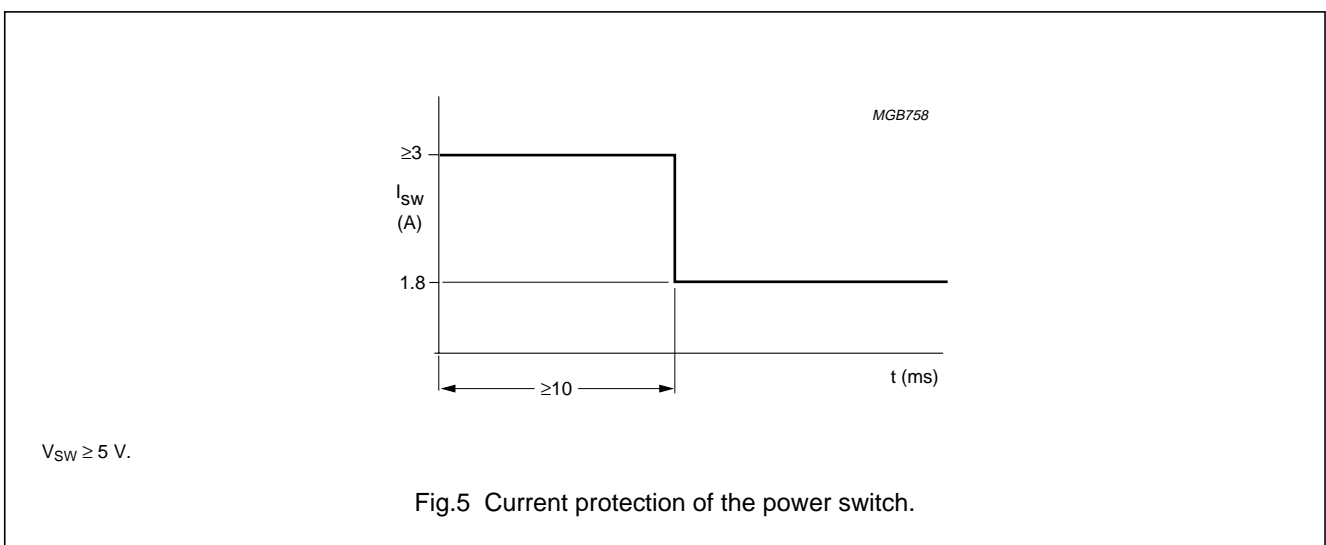 MGB758
≥3
I_SW
(A)
1.8
≥10
t (ms)
V_SW ≥ 5 V.
Fig.5 Current protection of the power switch.